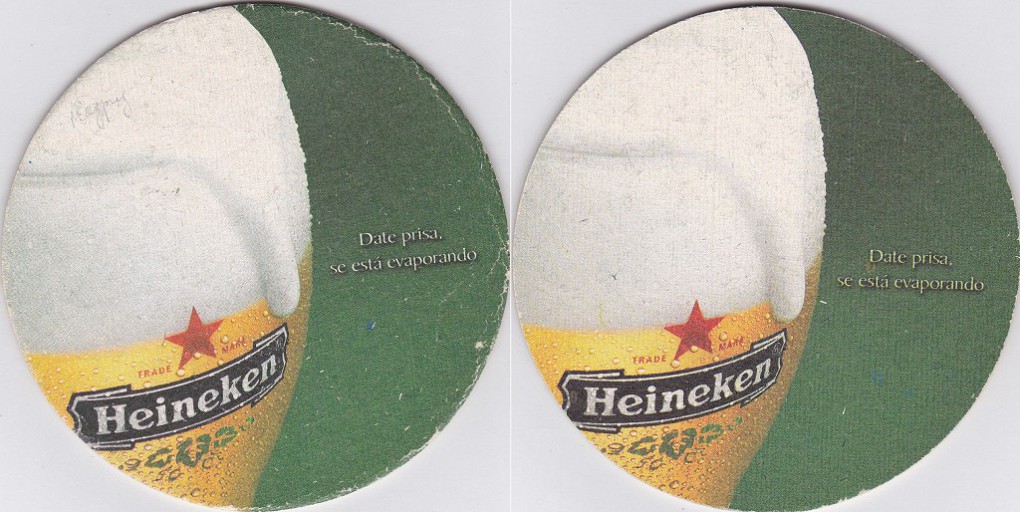 Date prisa,
se está evaporando
TRADE MARK
Heineken
Date prisa,
se está evaporando
TRADE MARK
Heineken